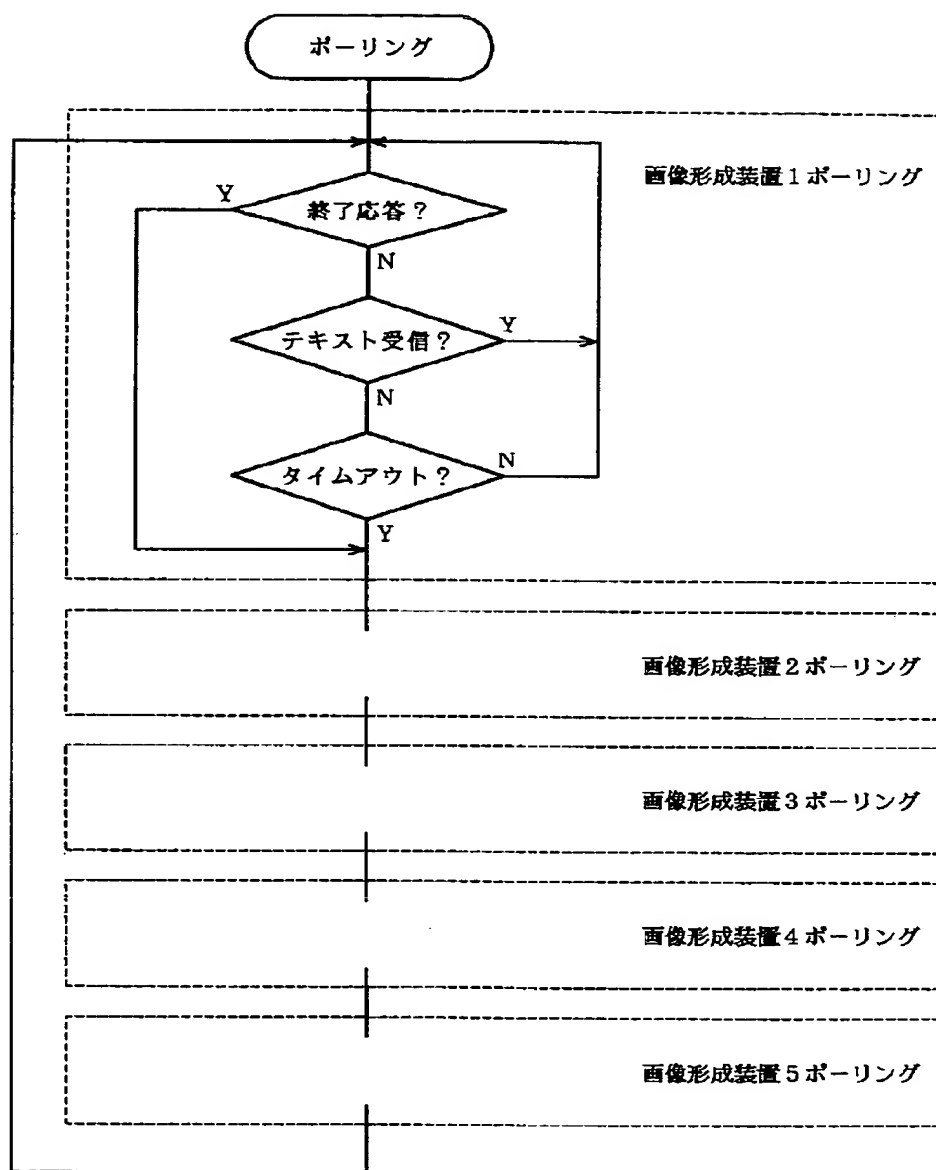 ポーリング
画像形成装置1ポーリング
Y
終了応答?
N
テキスト受信?
Y
N
タイムアウト?
N
Y
画像形成装置2ポーリング
画像形成装置3ポーリング
画像形成装置4ポーリング
画像形成装置5ポーリング